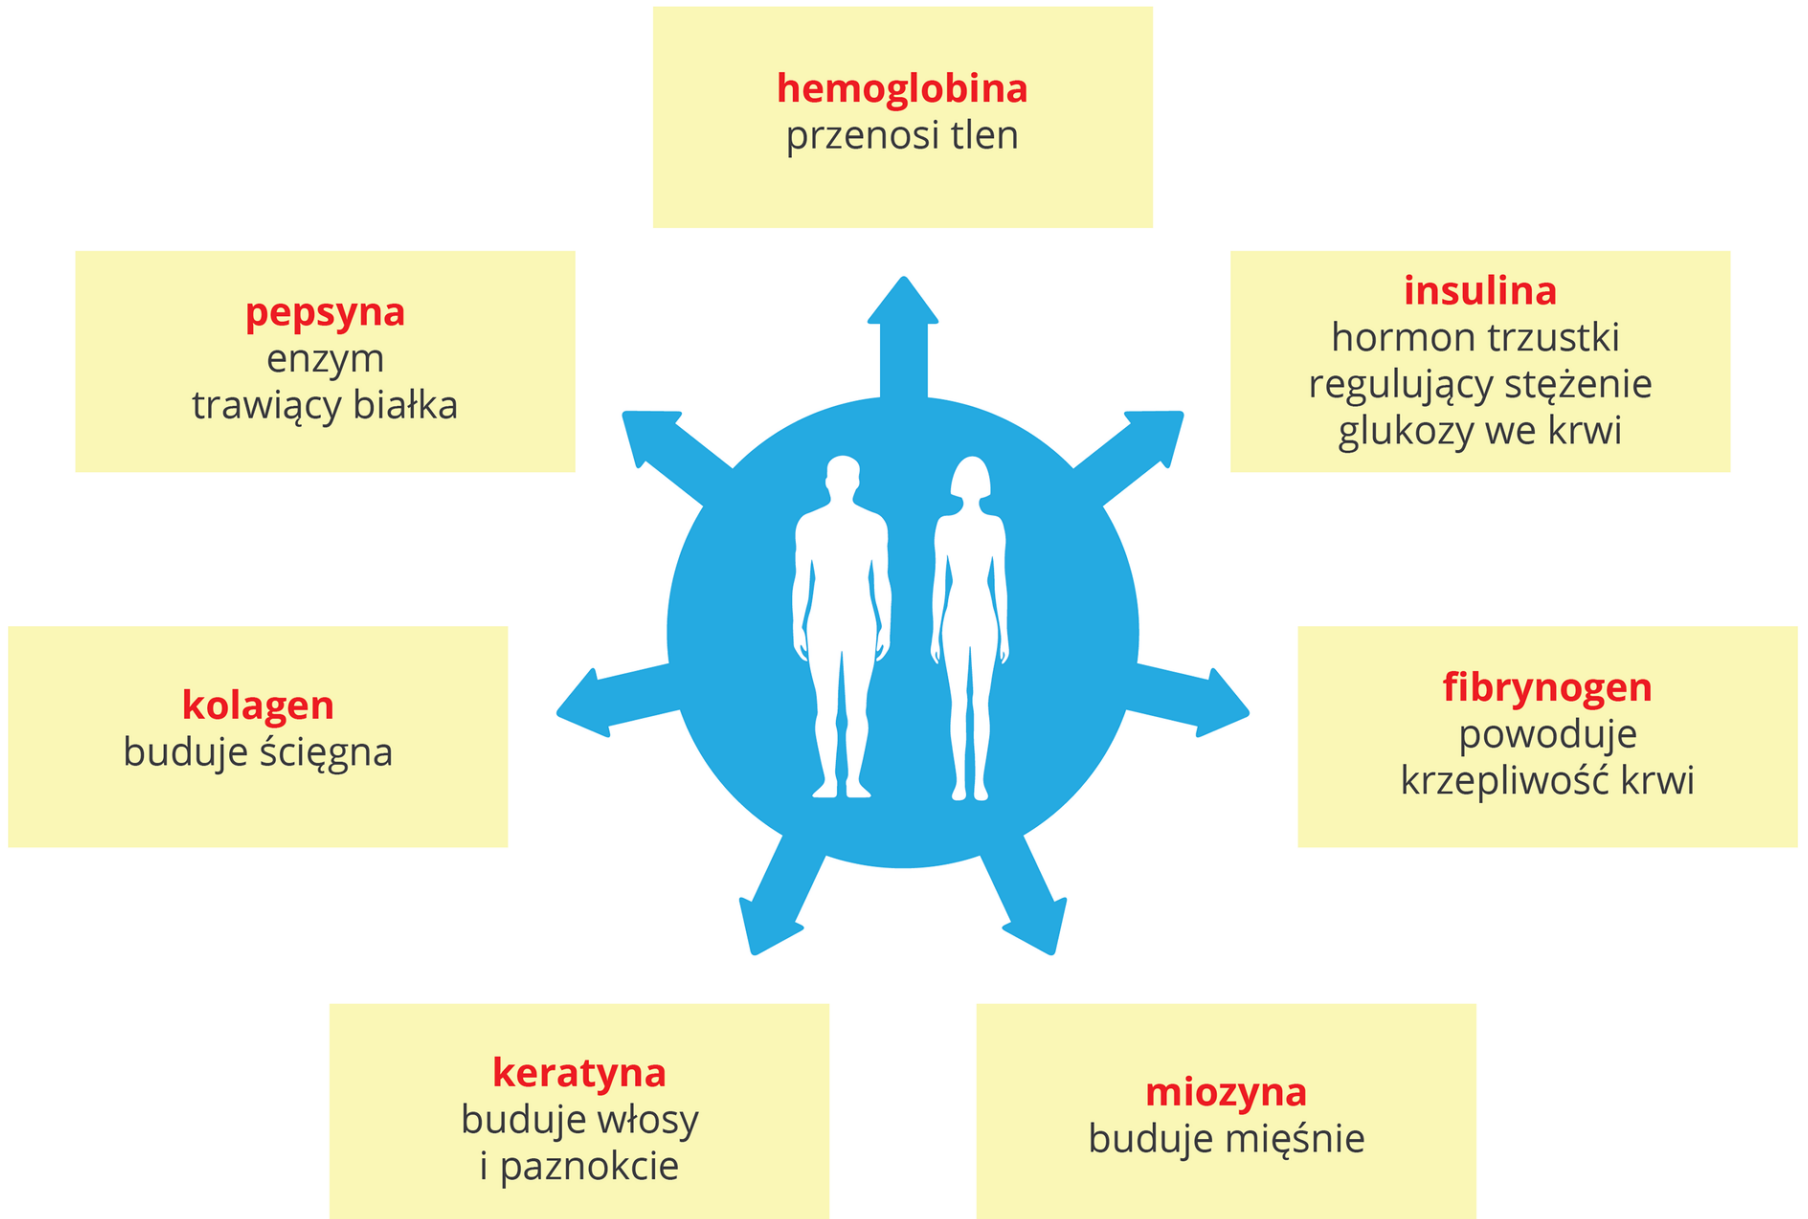 hemoglobina
przenosi tlen
pepsyna
enzym
trawiący białka
insulina
hormon trzustki
regulujący stężenie
glukozy we krwi
kolagen
buduje ścięgna
fibrynogen
powoduje
krzepliwość krwi
keratyna
buduje włosy
i paznokcie
miozyna
buduje mięśnie